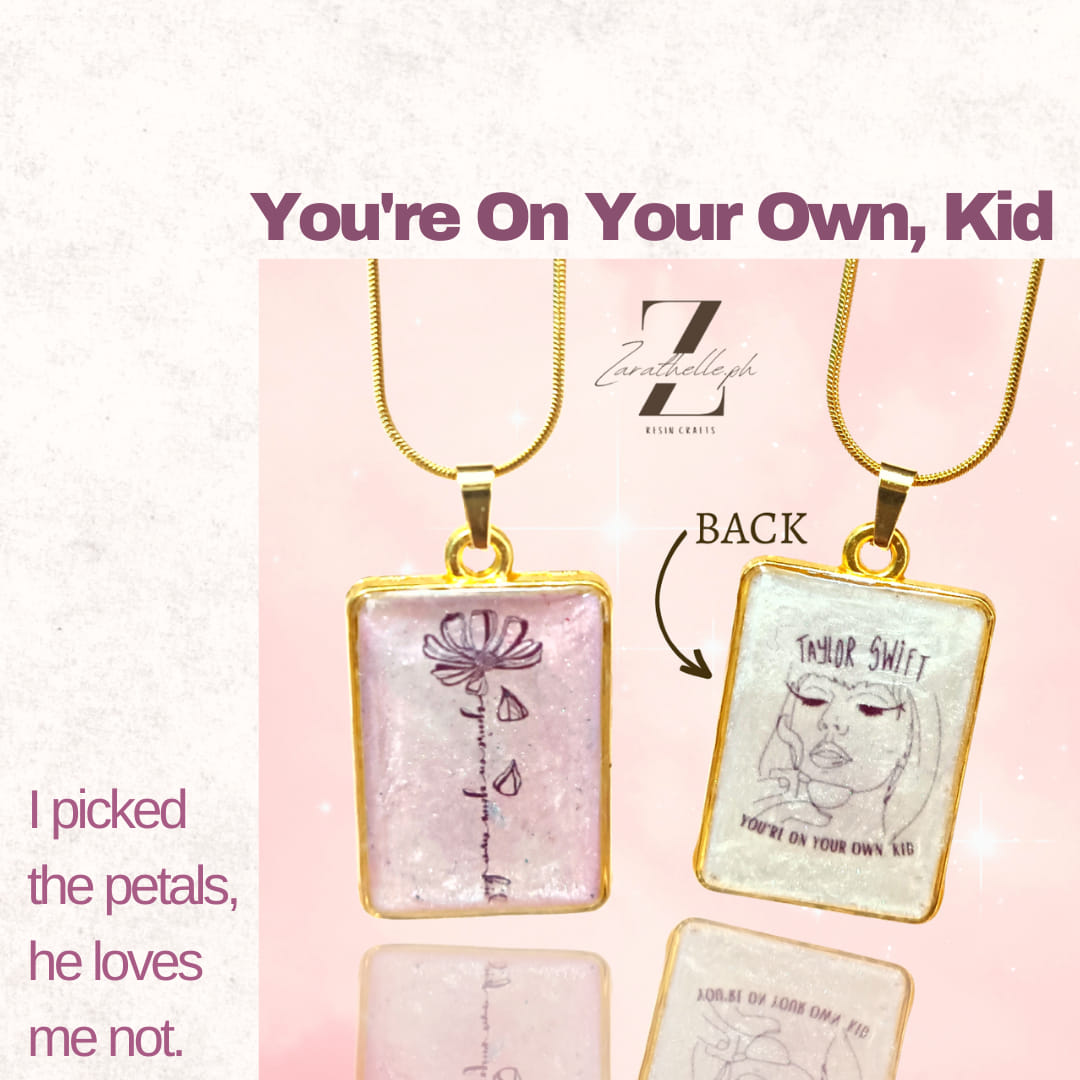 You're On Your Own, Kid
Zarathelle.ph
RESIN CRAFTS
BACK
TAYLOR SWIFT
YOU'RE ON YOUR OWN KID
I picked
the petals,
he loves
me not.